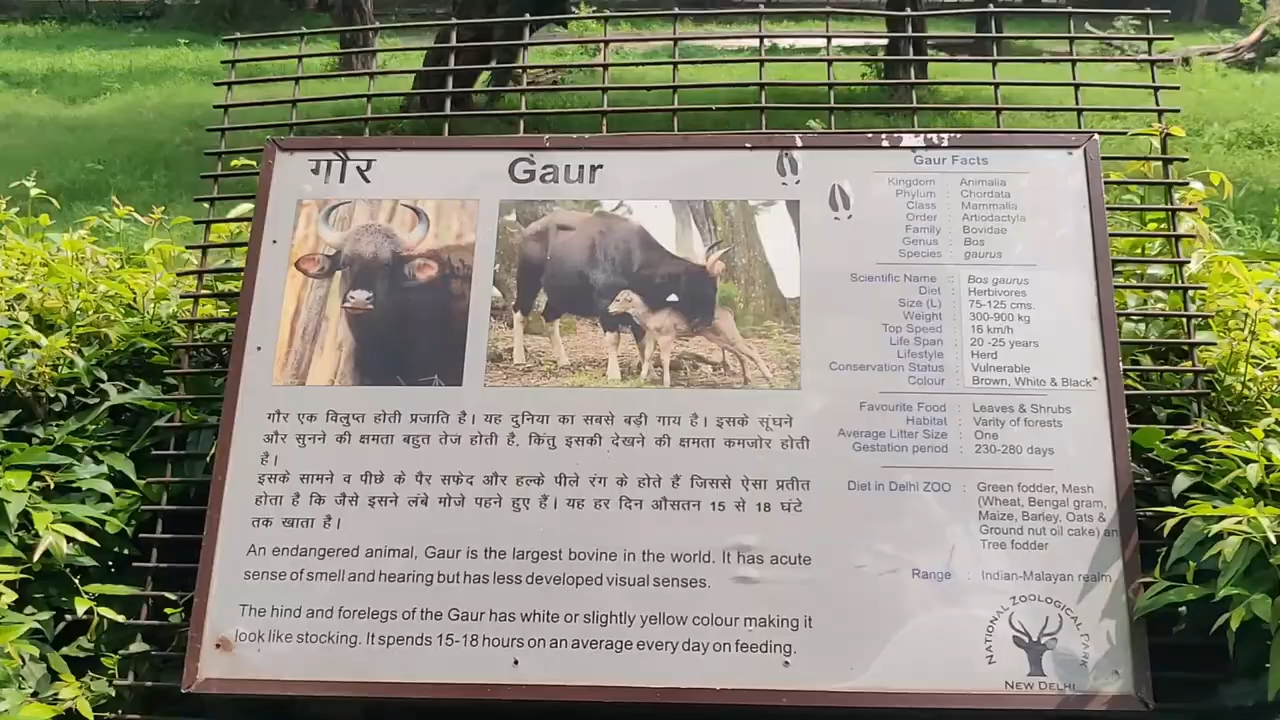 गौर
Gaur
गौर एक विलुप्त होती प्रजाति है। यह दुनिया का सबसे बड़ी गाय है। इसके सूंघने
और सुनने की क्षमता बहुत तेज होती है, किंतु इसकी देखने की क्षमता कमजोर होती
है।
इसके सामने व पीछे के पैर सफेद और हल्के पीले रंग के होते हैं जिससे ऐसा प्रतीत
होता है कि जैसे इसने लंबे मोजे पहने हुए हैं। यह हर दिन औसतन 15 से 18 घंटे
तक खाता है।
An endangered animal, Gaur is the largest bovine in the world. It has acute
sense of smell and hearing but has less developed visual senses.
The hind and forelegs of the Gaur has white or slightly yellow colour making it
look like stocking. It spends 15-18 hours on an average every day on feeding.
Gaur Facts
Kingdom : Animalia
Phylum : Chordata
Class : Mammalia
Order : Artiodactyla
Family : Bovidae
Genus : Bos
Species : gaurus
Scientific Name : Bos gaurus
Diet : Herbivores
Size (L) : 75-125 cms.
Weight : 300-900 kg
Top Speed : 16 km/h
Life Span : 20 -25 years
Lifestyle : Herd
Conservation Status : Vulnerable
Colour : Brown, White & Black
Favourite Food : Leaves & Shrubs
Habitat : Varity of forests
Average Litter Size : One
Gestation period : 230-280 days
Diet in Delhi ZOO : Green fodder, Mesh
(Wheat, Bengal gram,
Maize, Barley, Oats &
Ground nut oil cake) an
Tree fodder
Range : Indian-Malayan realm
NATIONAL ZOOLOGICAL PARK
NEW DELHI